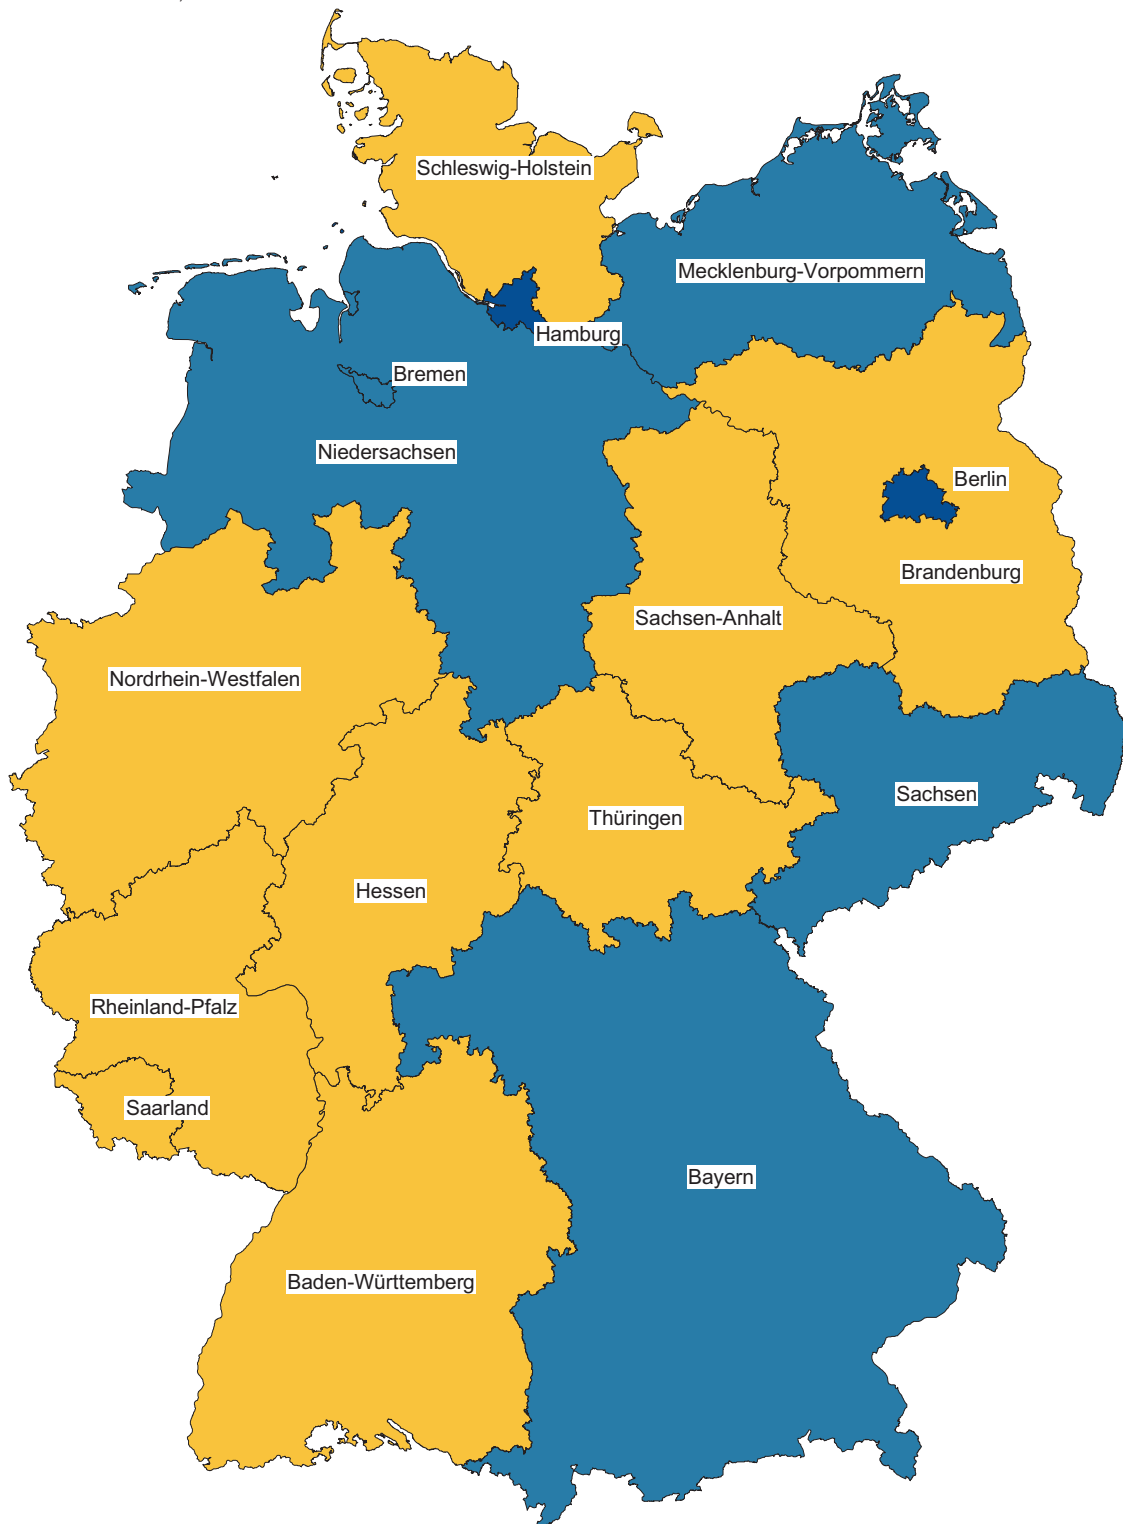 Schleswig-Holstein
Mecklenburg-Vorpommern
Hamburg
Bremen
Niedersachsen
Berlin
Brandenburg
Sachsen-Anhalt
Nordrhein-Westfalen
Sachsen
Thüringen
Hessen
Rheinland-Pfalz
Saarland
Bayern
Baden-Württemberg